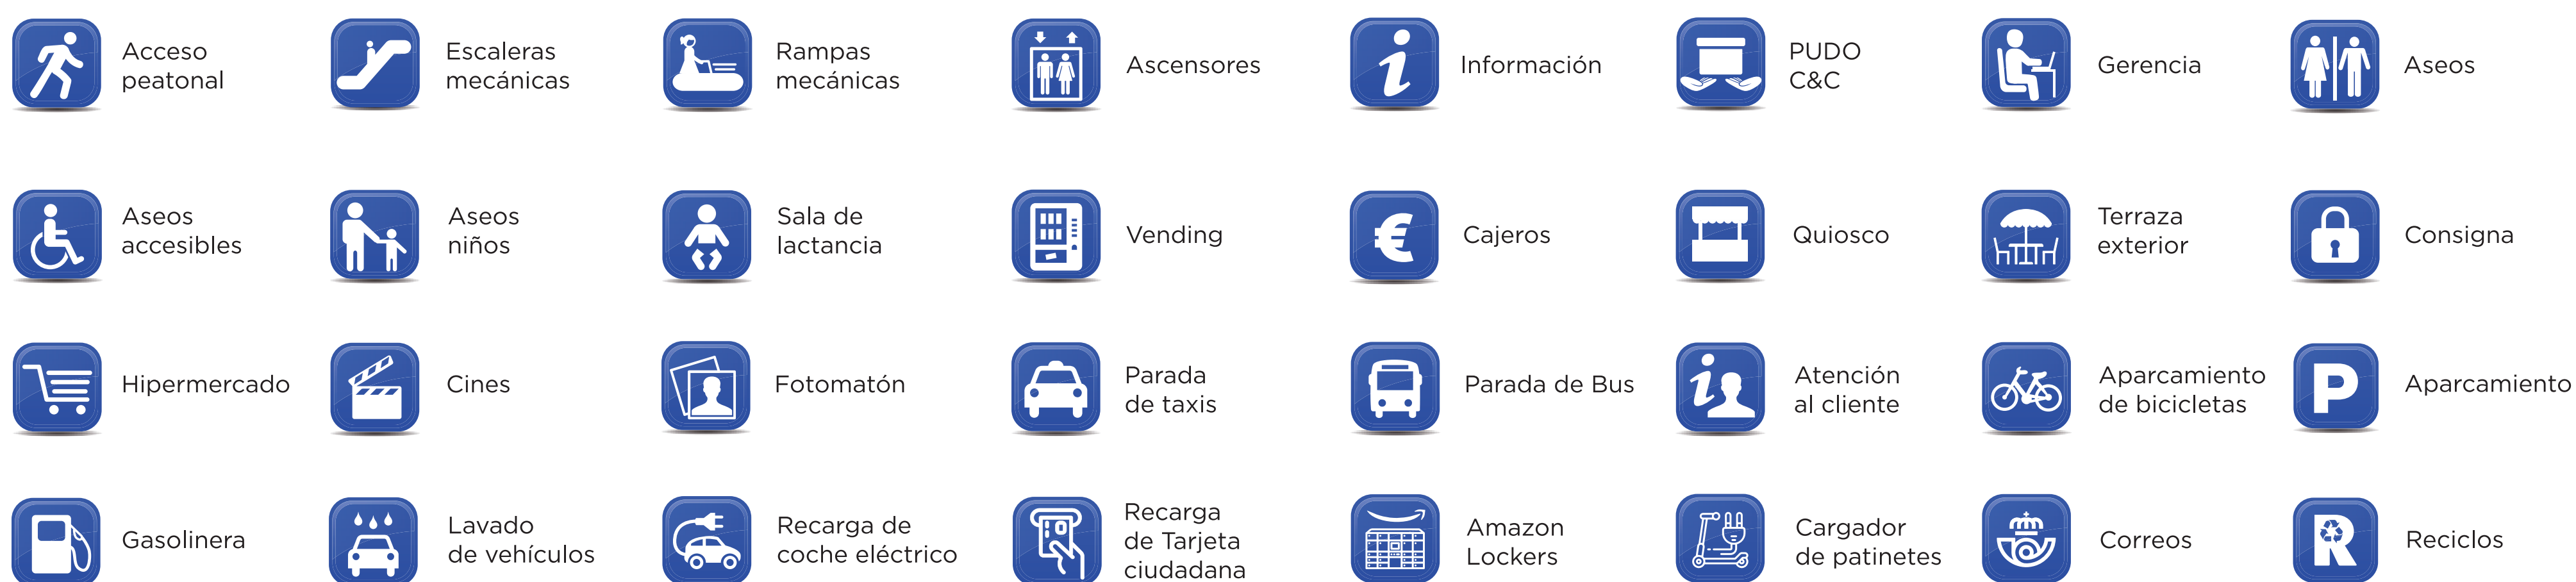 Acceso
peatonal
Escaleras
mecánicas
Rampas
mecánicas
Ascensores
Información
PUDO
C&C
Gerencia
Aseos
Aseos
accesibles
Aseos
niños
Sala de
lactancia
Vending
€
Cajeros
Quiosco
Terraza
exterior
Consigna
Hipermercado
Cines
Fotomatón
Parada
de taxis
i
Parada de Bus
Atención
al cliente
Aparcamiento
de bicicletas
P
Aparcamiento
Gasolinera
Lavado
de vehículos
Recarga de
coche eléctrico
Recarga
de Tarjeta
ciudadana
Amazon
Lockers
Cargador
de patinetes
Correos
R
Reciclos